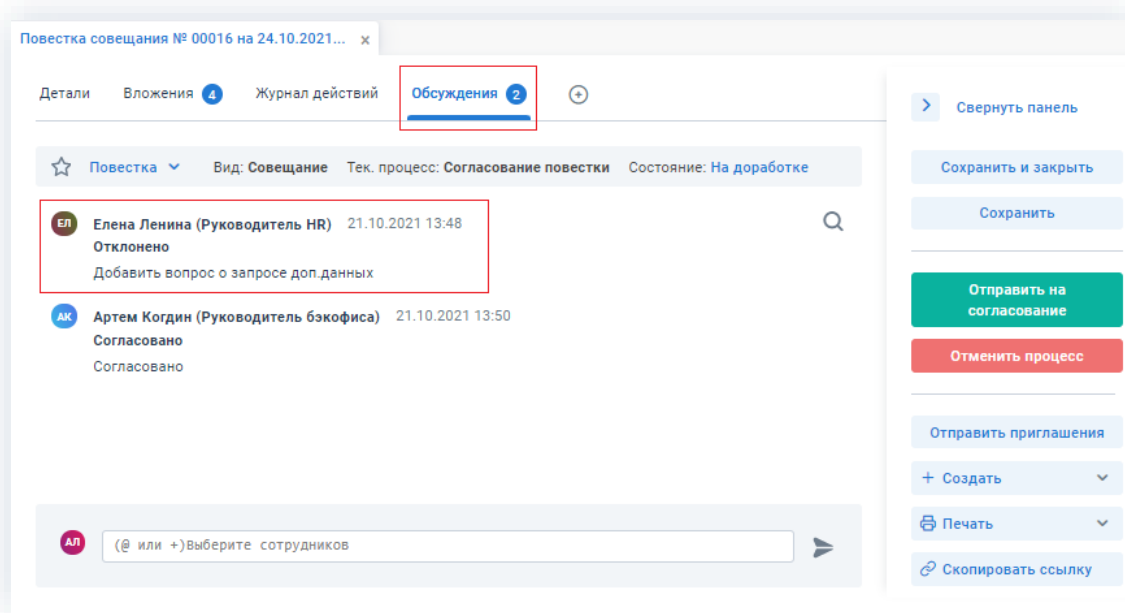 Повестка совещания № 00016 на 24.10.2021... x
Детали Вложения 4 Журнал действий Обсуждения 2
Повестка Вид: Совещание Тек. процесс: Согласование повестки Состояние: На доработке
ЕЛ Елена Ленина (Руководитель HR) 21.10.2021 13:48
Отклонено
Добавить вопрос о запросе доп.данных
АК Артем Когдин (Руководитель бэкофиса) 21.10.2021 13:50
Согласовано
Согласовано
АЛ (@ или +)Выберите сотрудников
Свернуть панель
Сохранить и закрыть
Сохранить
Отправить на
согласование
Отменить процесс
Отправить приглашения
+ Создать
Печать
Скопировать ссылку